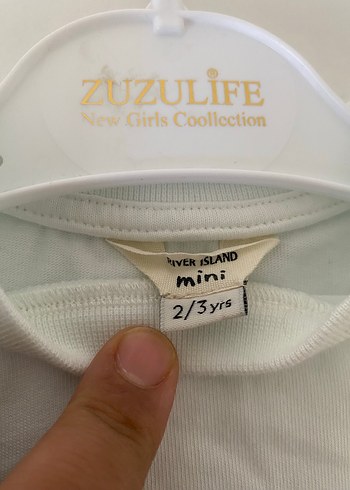 ZUZULiFE
New Girls Coollection
RIVER ISLAND
mini
2/3 yrs